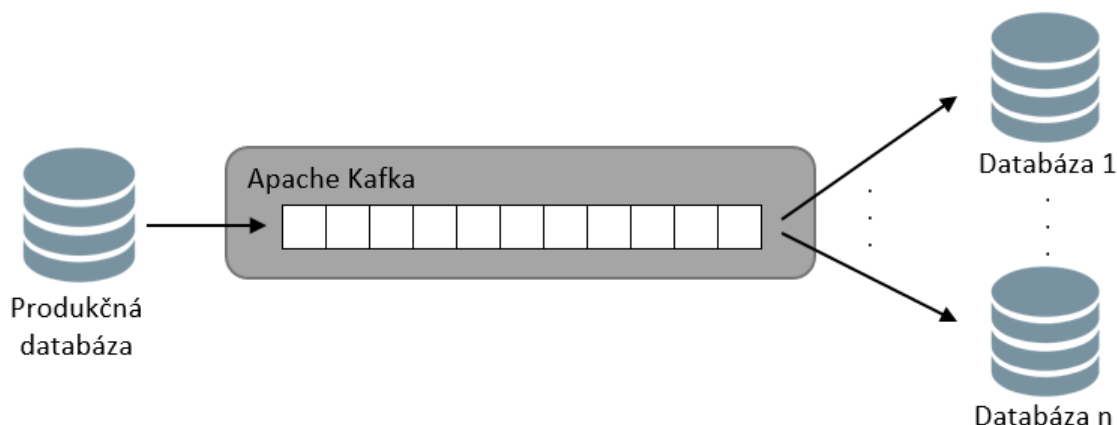 Apache Kafka
Produkčná
databáza
Databáza 1
Databáza n